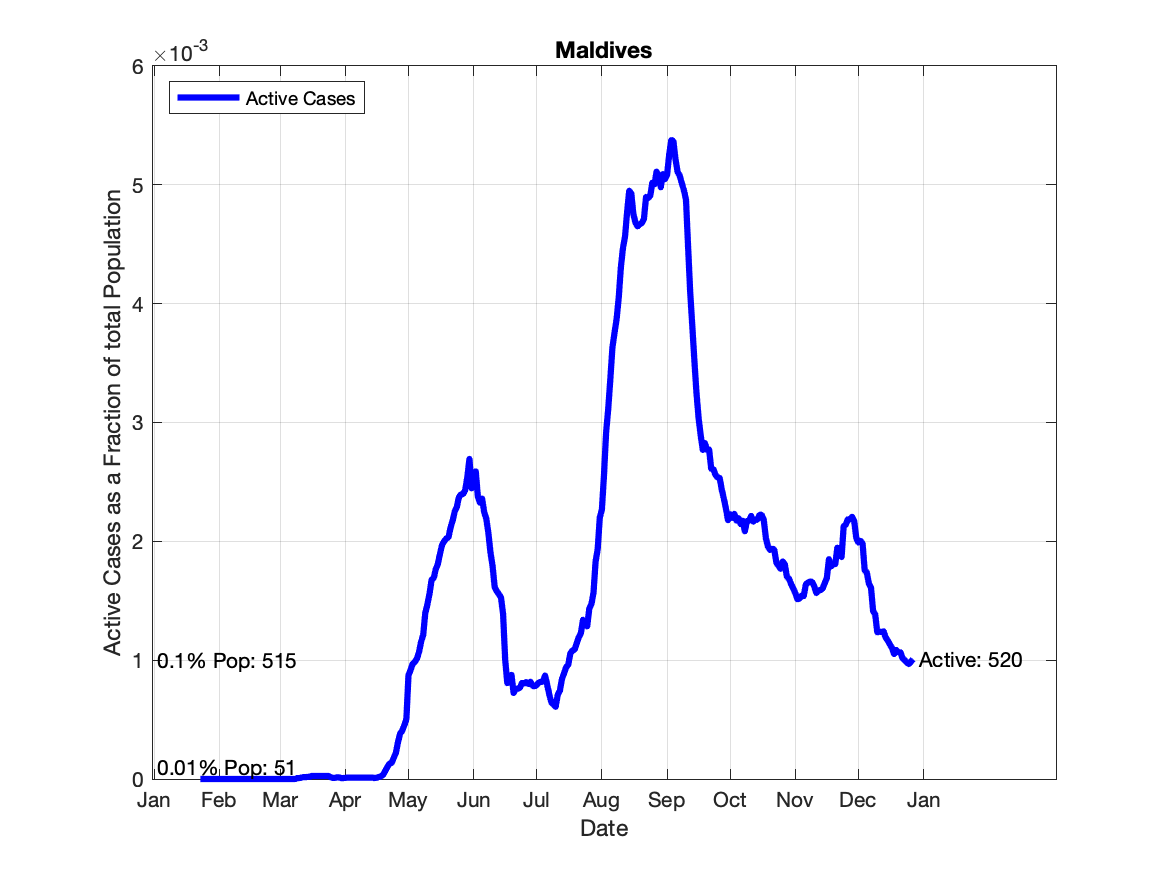 Maldives
×10-3
Active Cases
6
5
4
3
2
1
0
Active Cases as a Fraction of total Population
0.1% Pop: 515
0.01% Pop: 51
Active: 520
Jan Feb Mar Apr May Jun Jul Aug Sep Oct Nov Dec Jan
Date